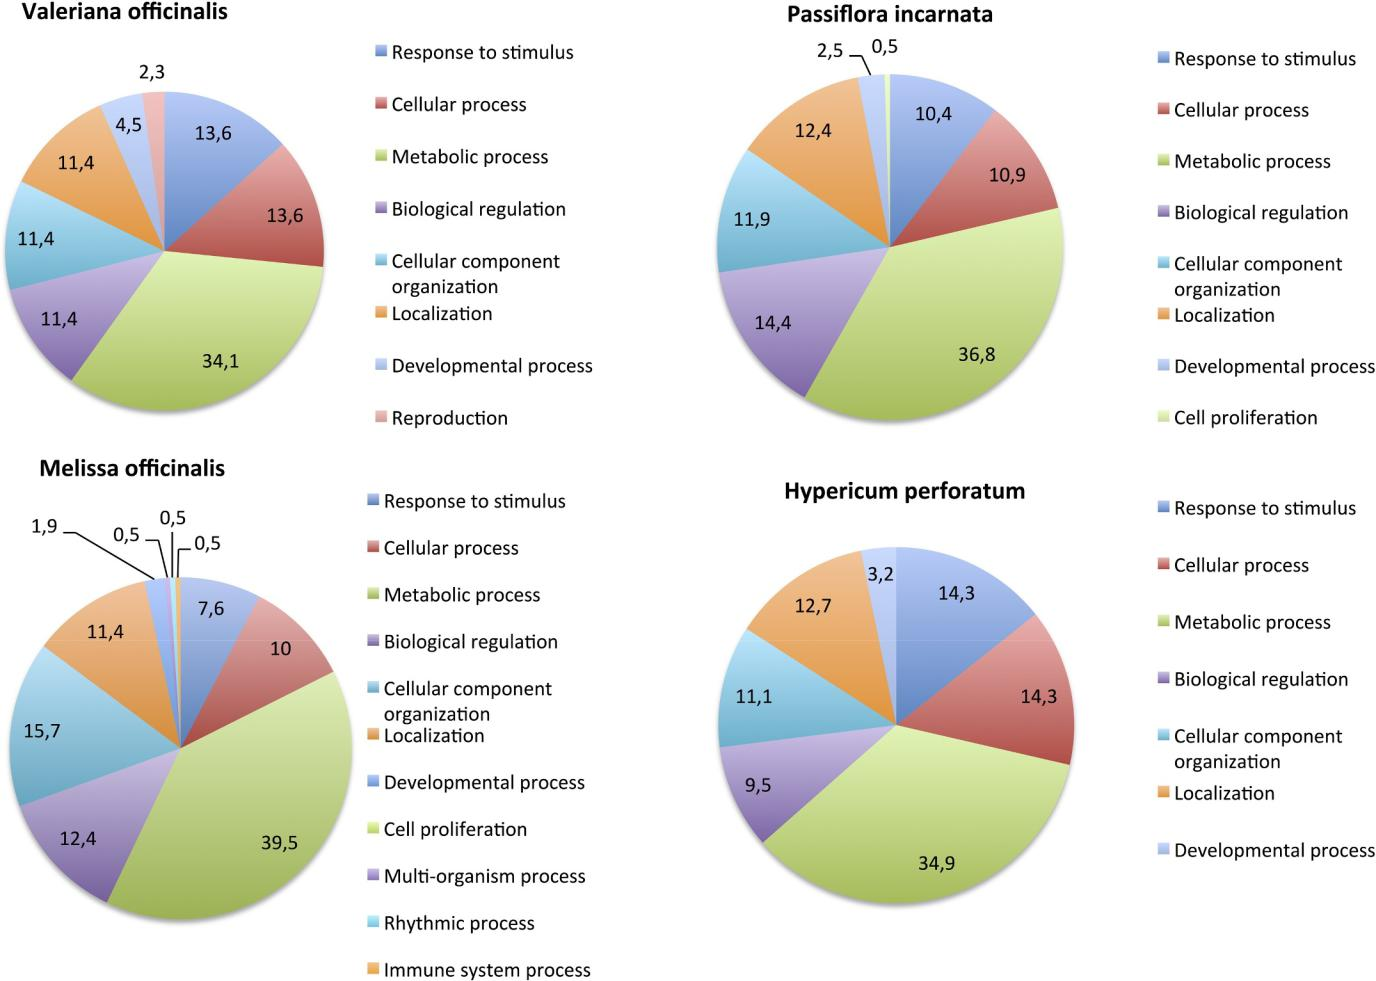 Valeriana officinalis
2,3
4,5
13,6
11,4
13,6
11,4
11,4
34,1
Response to stimulus
Cellular process
Metabolic process
Biological regulation
Cellular component
organization
Localization
Developmental process
Reproduction
Passiflora incarnata
2,5
0,5
10,4
12,4
10,9
11,9
14,4
36,8
Response to stimulus
Cellular process
Metabolic process
Biological regulation
Cellular component
organization
Localization
Developmental process
Cell proliferation
Melissa officinalis
1,9
0,5
0,5
0,5
7,6
11,4
10
15,7
12,4
39,5
Response to stimulus
Cellular process
Metabolic process
Biological regulation
Cellular component
organization
Localization
Developmental process
Cell proliferation
Multi-organism process
Rhythmic process
Immune system process
Hypericum perforatum
3,2
14,3
12,7
14,3
11,1
9,5
34,9
Response to stimulus
Cellular process
Metabolic process
Biological regulation
Cellular component
organization
Localization
Developmental process